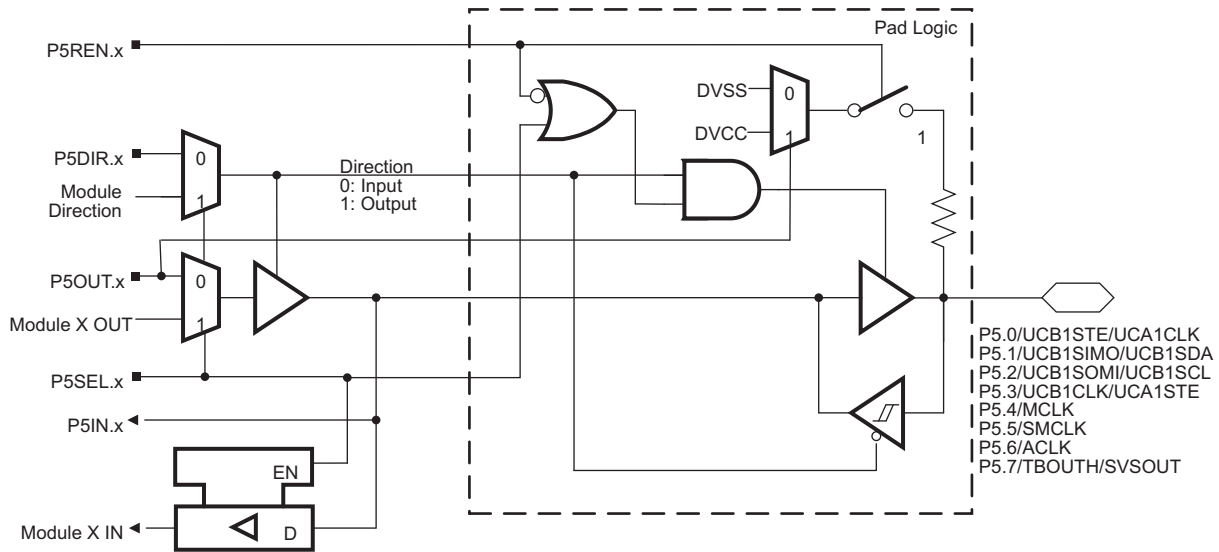 Pad Logic
P5REN.x
DVSS
0
DVCC
1
1
P5DIR.x
0
Module
Direction
1
Direction
0: Input
1: Output
P5OUT.x
0
Module X OUT
1
P5SEL.x
P5IN.x
EN
Module X IN
D
P5.0/UCB1STE/UCA1CLK
P5.1/UCB1SIMO/UCB1SDA
P5.2/UCB1SOMI/UCB1SCL
P5.3/UCB1CLK/UCA1STE
P5.4/MCLK
P5.5/SMCLK
P5.6/ACLK
P5.7/TBOUTH/SVSOUT